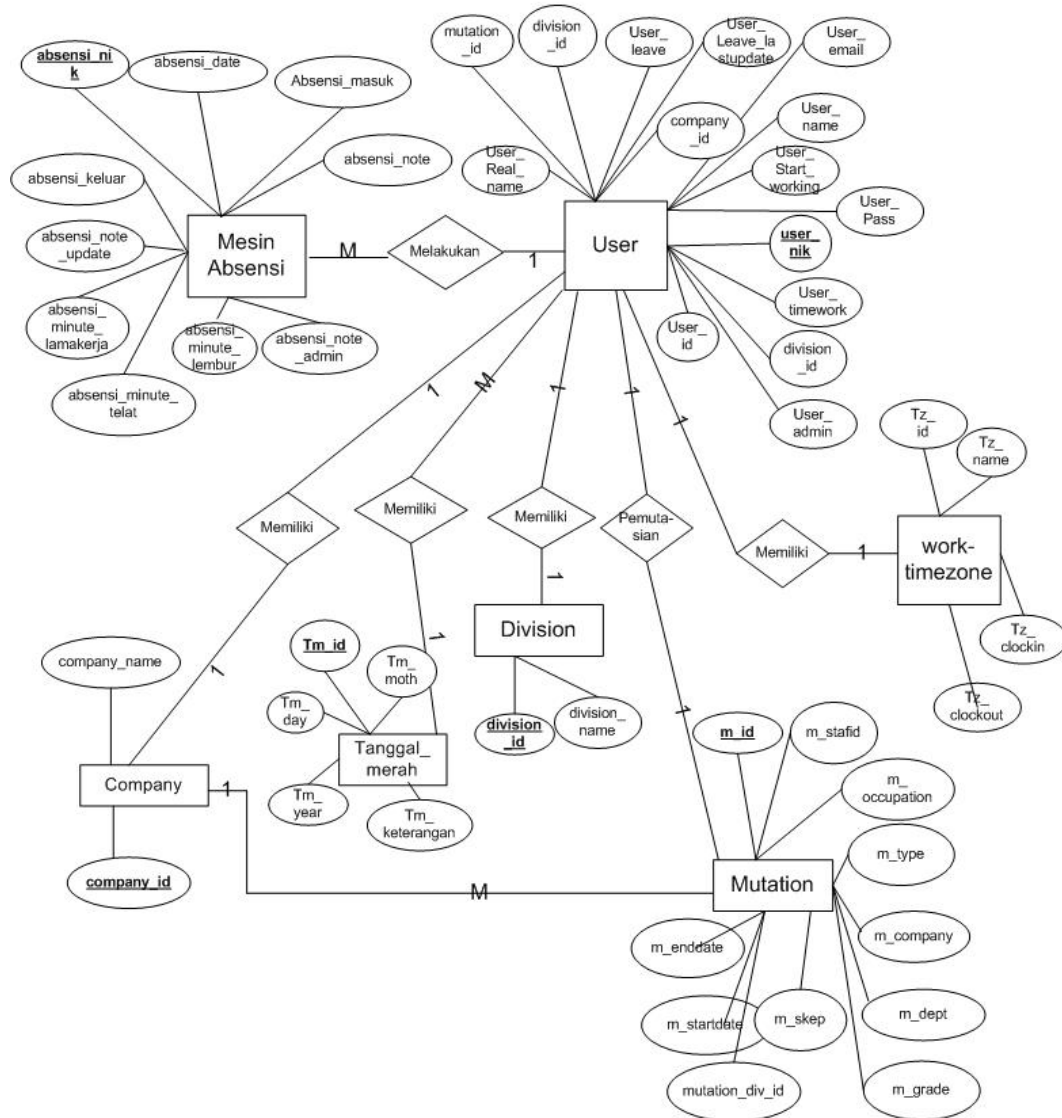 absensi_ni
k
absensi_date
Absensi_masuk
absensi_note
absensi_keluar
absensi_note
_update
absensi_
minute_
lamakerja
absensi_minute_
telat
absensi_
minute_
lembur
absensi_note
_admin
Mesin
Absensi
M
Melakukan
1
User
mutation
_id
division
_id
User_
leave
User_
Leave_la
stupdate
User_
email
company
_id
User_
name
User_
Real_
name
User_
Start_
working
User_
Pass
user_
nik
User_
timework
User_
id
division
_id
User_
admin
1
M
1
1
1
Memiliki
Memiliki
Memiliki
Pemuta-
sian
Memiliki
1
work-
timezone
Tz_
id
Tz_
name
Tz_
clockin
Tz_
clockout
1
1
1
1
Division
division
_id
division_
name
Tm_id
Tm_
moth
Tm_
day
Tanggal_
merah
Tm_
year
Tm_
keterangan
company_name
Company
1
company_id
M
Mutation
m_id
m_stafid
m_
occupation
m_type
m_company
m_dept
m_grade
m_enddate
m_startdate
m_skep
mutation_div_id